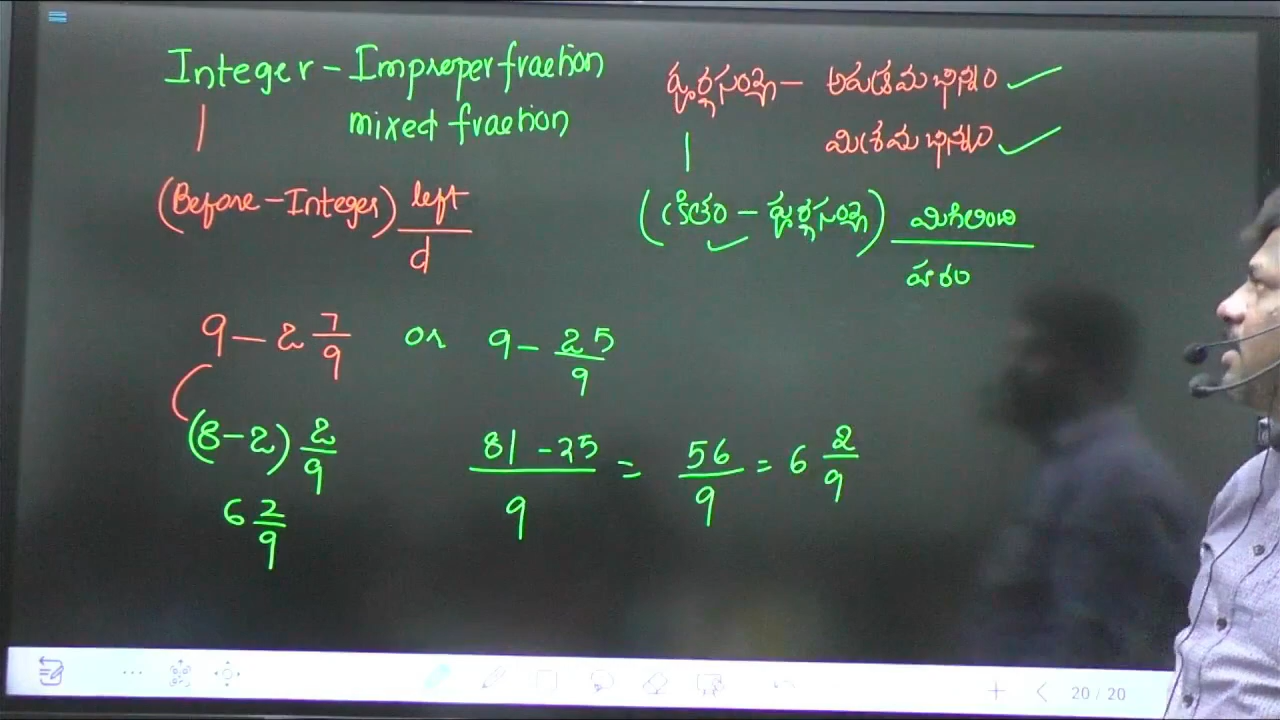 Integer - Improper fraction
mixed fraction
(Before - Integer) left/d
పూర్ణసంఖ్య - అపక్రమ భిన్నం
మిశ్రమ భిన్నం
(క్రితం - పూర్ణసంఖ్య) మిగిలింది/హారం
9 - 2 7/9 or 9 - 25/9
(8-2) 2/9
6 2/9
81 - 25/9 = 56/9 = 6 2/9
20 / 20